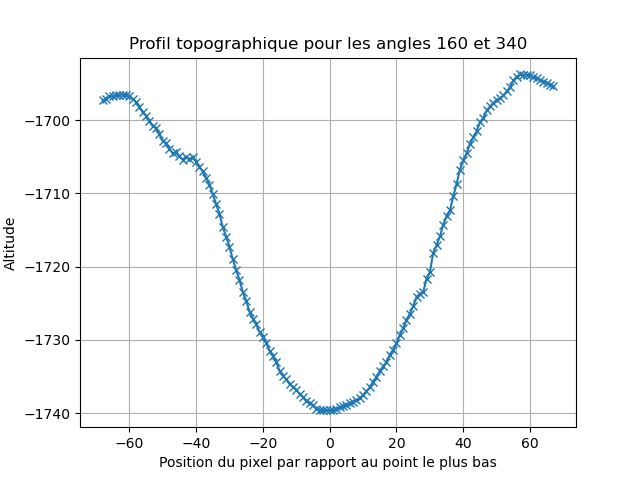 Profil topographique pour les angles 160 et 340
Altitude
−1700
−1710
−1720
−1730
−1740
−60 −40 −20 0 20 40 60
Position du pixel par rapport au point le plus bas